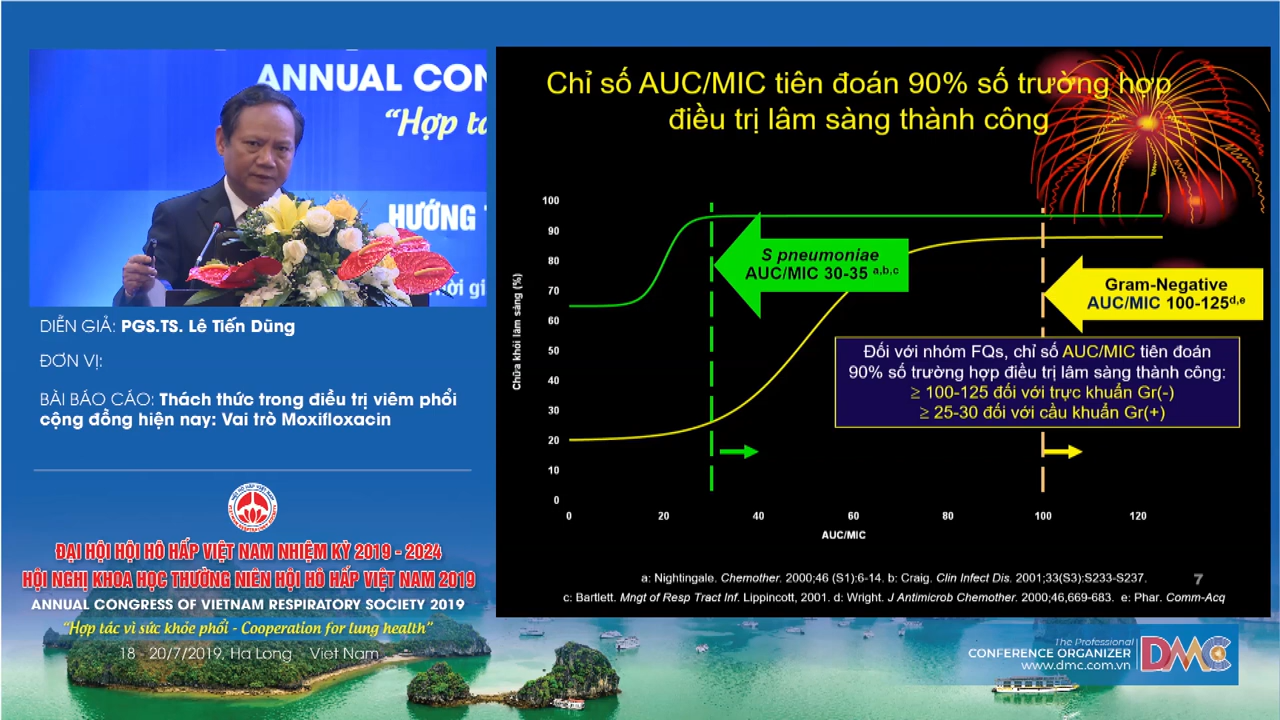 ANNUAL CON
“Hợp tá
HƯỚNG T
nời gi
DIỄN GIẢ: PGS.TS. Lê Tiến Dũng
ĐƠN VỊ:
BÀI BÁO CÁO: Thách thức trong điều trị viêm phổi
cộng đồng hiện nay: Vai trò Moxifloxacin
ĐẠI HỘI HỘI HÔ HẤP VIỆT NAM NHIỆM KỲ 2019 - 2024
HỘI NGHỊ KHOA HỌC THƯỜNG NIÊN HỘI HÔ HẤP VIỆT NAM 2019
ANNUAL CONGRESS OF VIETNAM RESPIRATORY SOCIETY 2019
“Hợp tác vì sức khỏe phổi - Cooperation for lung health”
18 - 20/7/2019, Ha Long Viet Nam
Chỉ số AUC/MIC tiên đoán 90% số trường hợp
điều trị lâm sàng thành công
Chữa khỏi lâm sàng (%)
100
90
80
70
60
50
40
30
20
10
0
0 20 40 60 80 100 120
AUC/MIC
S pneumoniae
AUC/MIC 30-35 a,b,c
Gram-Negative
AUC/MIC 100-125d,e
Đối với nhóm FQs, chỉ số AUC/MIC tiên đoán
90% số trường hợp điều trị lâm sàng thành công:
≥ 100-125 đối với trực khuẩn Gr(-)
≥ 25-30 đối với cầu khuẩn Gr(+)
a: Nightingale. Chemother. 2000;46 (S1):6-14. b: Craig. Clin Infect Dis. 2001;33(S3):S233-S237.
c: Bartlett. Mngt of Resp Tract Inf. Lippincott, 2001. d: Wright. J Antimicrob Chemother. 2000;46,669-683. e: Phar. Comm-Acq
7
The Professional
CONFERENCE ORGANIZER
www.dmc.com.vn
DMC